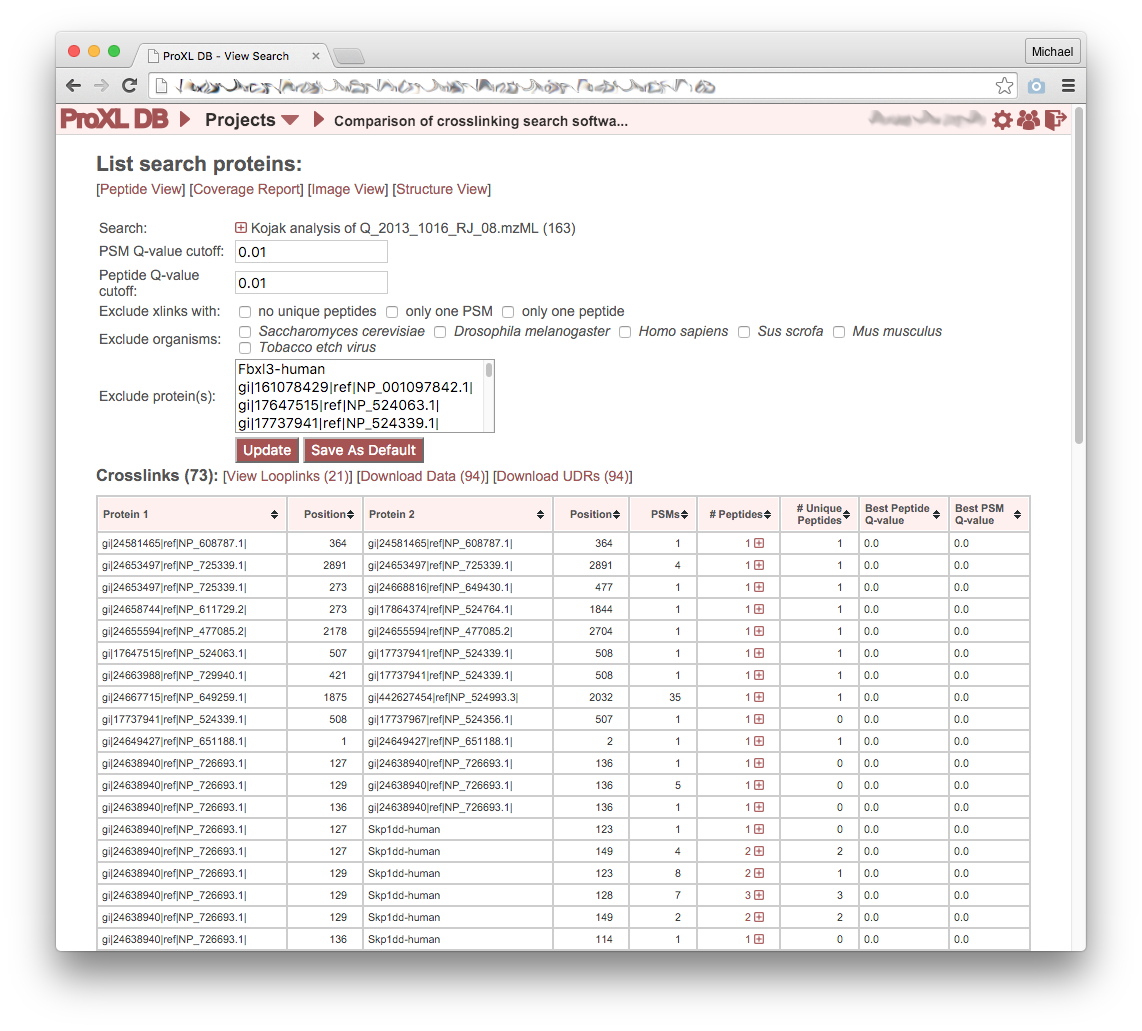 ProXL DB - View Search
Michael
ProXL DB Projects Comparison of crosslinking search softwa...
List search proteins:
[Peptide View] [Coverage Report] [Image View] [Structure View]
Search: Kojak analysis of Q_2013_1016_RJ_08.mzML (163)
PSM Q-value cutoff: 0.01
Peptide Q-value
cutoff: 0.01
Exclude xlinks with: no unique peptides only one PSM only one peptide
Exclude organisms: Saccharomyces cerevisiae Drosophila melanogaster Homo sapiens Sus scrofa Mus musculus
Tobacco etch virus
Exclude protein(s): Fbxl3-human
gi|161078429|ref|NP_001097842.1|
gi|17647515|ref|NP_524063.1|
gi|17737941|ref|NP_524339.1|
Update Save As Default
Crosslinks (73): [View Looplinks (21)] [Download Data (94)] [Download UDRs (94)]
Protein 1 Position Protein 2 Position PSMs # Peptides # Unique Peptides Best Peptide Q-value Best PSM Q-value
gi|24581465|ref|NP_608787.1| 364 gi|24581465|ref|NP_608787.1| 364 1 1 1 0.0 0.0
gi|24653497|ref|NP_725339.1| 2891 gi|24653497|ref|NP_725339.1| 2891 4 1 1 0.0 0.0
gi|24653497|ref|NP_725339.1| 273 gi|24668816|ref|NP_649430.1| 477 1 1 1 0.0 0.0
gi|24658744|ref|NP_611729.2| 273 gi|17864374|ref|NP_524764.1| 1844 1 1 1 0.0 0.0
gi|24655594|ref|NP_477085.2| 2178 gi|24655594|ref|NP_477085.2| 2704 1 1 1 0.0 0.0
gi|17647515|ref|NP_524063.1| 507 gi|17737941|ref|NP_524339.1| 508 1 1 1 0.0 0.0
gi|24663988|ref|NP_729940.1| 421 gi|17737941|ref|NP_524339.1| 508 1 1 1 0.0 0.0
gi|24667715|ref|NP_649259.1| 1875 gi|442627454|ref|NP_524993.3| 2032 35 1 1 0.0 0.0
gi|17737941|ref|NP_524339.1| 508 gi|17737967|ref|NP_524356.1| 507 1 1 0 0.0 0.0
gi|24649427|ref|NP_651188.1| 1 gi|24649427|ref|NP_651188.1| 2 1 1 1 0.0 0.0
gi|24638940|ref|NP_726693.1| 127 gi|24638940|ref|NP_726693.1| 136 1 1 0 0.0 0.0
gi|24638940|ref|NP_726693.1| 129 gi|24638940|ref|NP_726693.1| 136 5 1 0 0.0 0.0
gi|24638940|ref|NP_726693.1| 136 gi|24638940|ref|NP_726693.1| 136 1 1 0 0.0 0.0
gi|24638940|ref|NP_726693.1| 127 Skp1dd-human 123 1 1 0 0.0 0.0
gi|24638940|ref|NP_726693.1| 127 Skp1dd-human 149 4 2 2 0.0 0.0
gi|24638940|ref|NP_726693.1| 129 Skp1dd-human 123 8 2 1 0.0 0.0
gi|24638940|ref|NP_726693.1| 129 Skp1dd-human 128 7 3 3 0.0 0.0
gi|24638940|ref|NP_726693.1| 129 Skp1dd-human 149 2 2 2 0.0 0.0
gi|24638940|ref|NP_726693.1| 136 Skp1dd-human 114 1 1 0 0.0 0.0